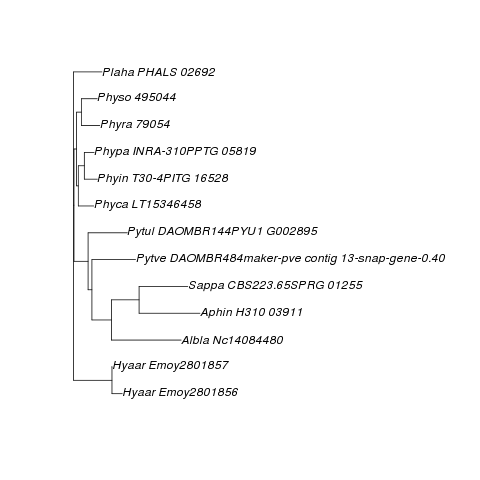 Plaha PHALS 02692
Physo 495044
Phyra 79054
Phypa INRA-310PPTG 05819
Phyin T30-4PITG 16528
Phyca LT15346458
Pytul DAOMBR144PYU1 G002895
Pytve DAOMBR484maker-pve contig 13-snap-gene-0.40
Sappa CBS223.65SPRG 01255
Aphin H310 03911
Albla Nc14084480
Hyaar Emoy2801857
Hyaar Emoy2801856